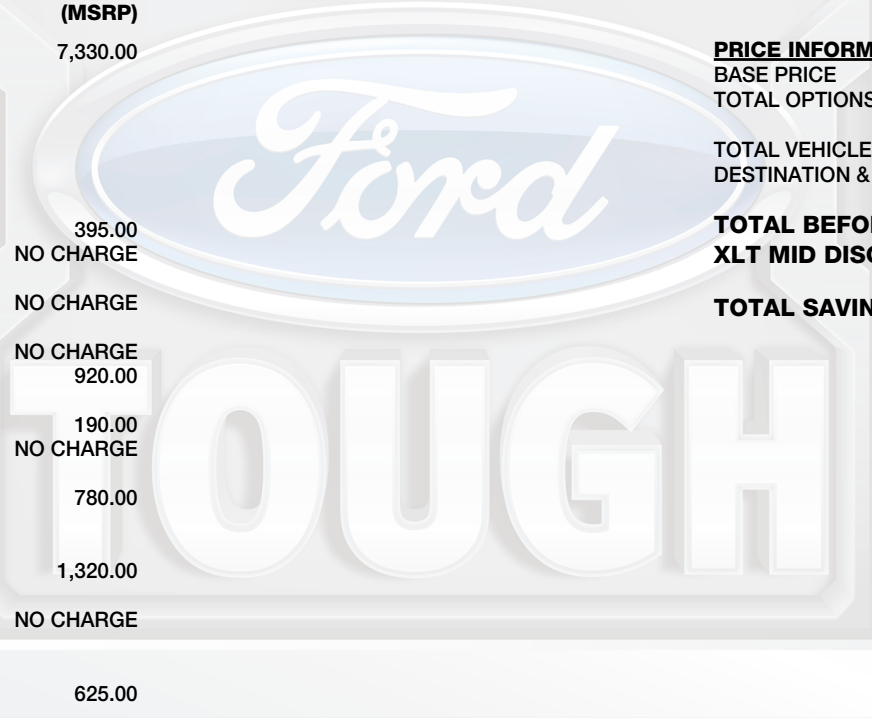 (MSRP)
7,330.00
395.00
NO CHARGE
NO CHARGE
NO CHARGE
920.00
190.00
NO CHARGE
780.00
1,320.00
NO CHARGE
625.00
Ford
TOUGH
PRICE INFORM
BASE PRICE
TOTAL OPTIONS
TOTAL VEHICLE
DESTINATION &
TOTAL BEFO
XLT MID DISC
TOTAL SAVIN